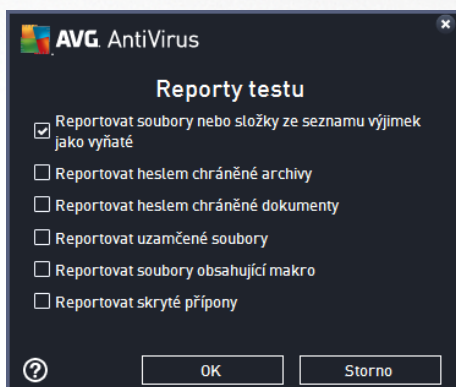 AVG. AntiVirus
Reporty testu
Reportovat soubory nebo složky ze seznamu výjimek
jako vyňaté
Reportovat heslem chráněné archivy
Reportovat heslem chráněné dokumenty
Reportovat uzamčené soubory
Reportovat soubory obsahující makro
Reportovat skryté přípony
OK
Storno